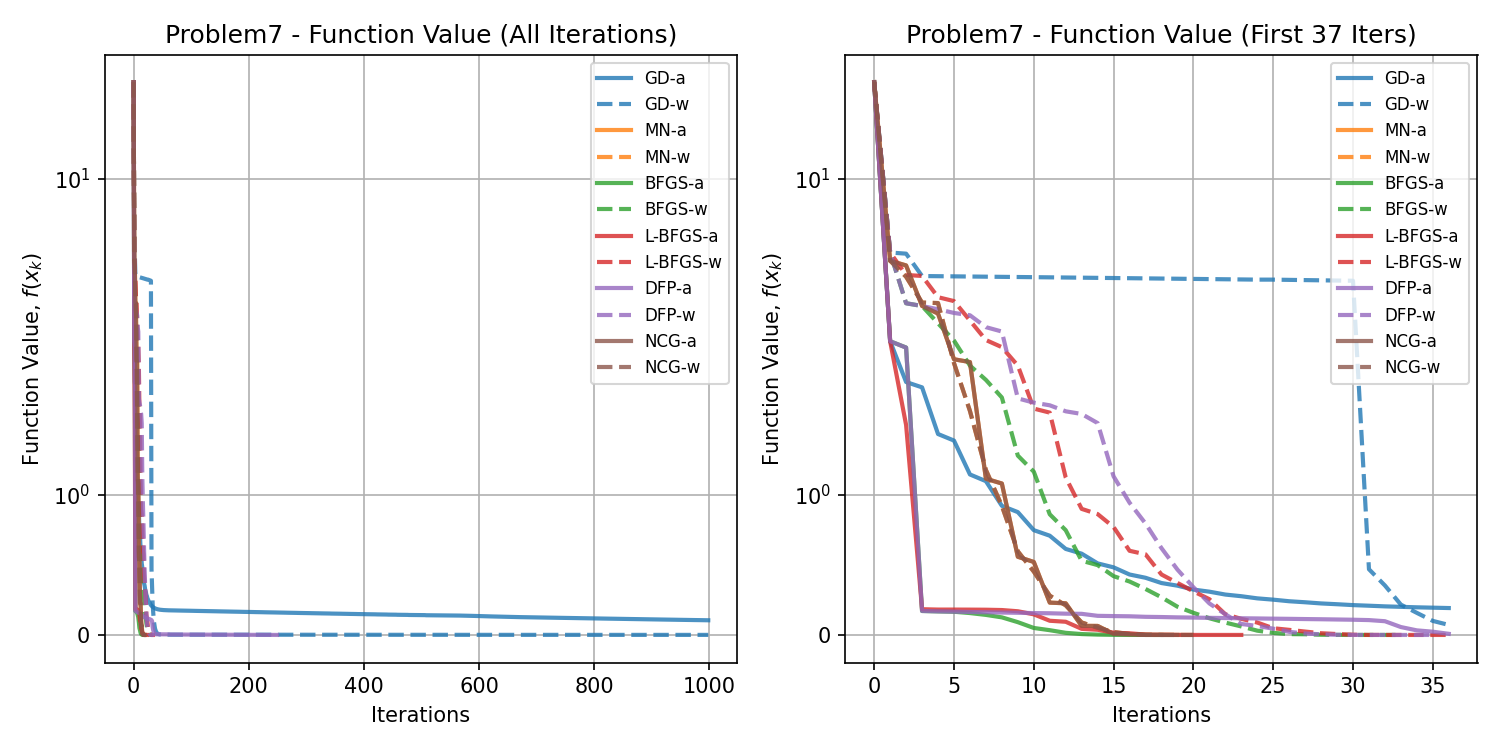 Problem7 - Function Value (All Iterations)
Function Value, f(x_k)
10^1
10^0
0
0
200
400
600
800
1000
Iterations
GD-a
GD-w
MN-a
MN-w
BFGS-a
BFGS-w
L-BFGS-a
L-BFGS-w
DFP-a
DFP-w
NCG-a
NCG-w
Problem7 - Function Value (First 37 Iters)
Function Value, f(x_k)
10^1
10^0
0
0
5
10
15
20
25
30
35
Iterations
GD-a
GD-w
MN-a
MN-w
BFGS-a
BFGS-w
L-BFGS-a
L-BFGS-w
DFP-a
DFP-w
NCG-a
NCG-w